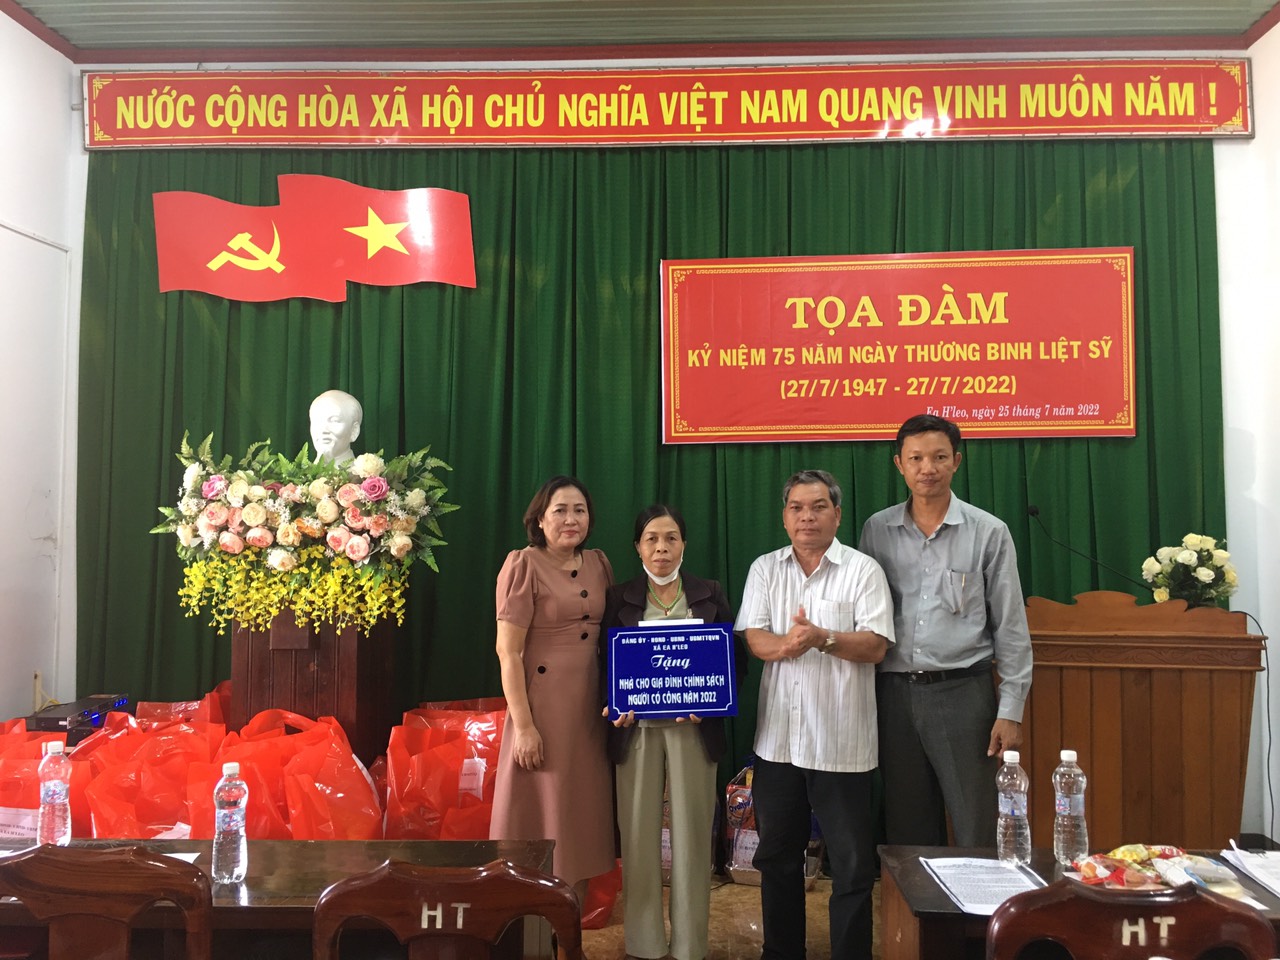 NƯỚC CỘNG HÒA XÃ HỘI CHỦ NGHĨA VIỆT NAM QUANG VINH MUÔN NĂM !
TỌA ĐÀM
KỶ NIỆM 75 NĂM NGÀY THƯƠNG BINH LIỆT SỸ
(27/7/1947 - 27/7/2022)
Ea H'leo, ngày 25 tháng 7 năm 2022
ĐẢNG ỦY - HĐND - UBND - UBMTTQVN
XÃ EA H'LEO
Tặng
NHÀ CHO GIA ĐÌNH CHÍNH SÁCH
NGƯỜI CÓ CÔNG NĂM 2022
HT
HT